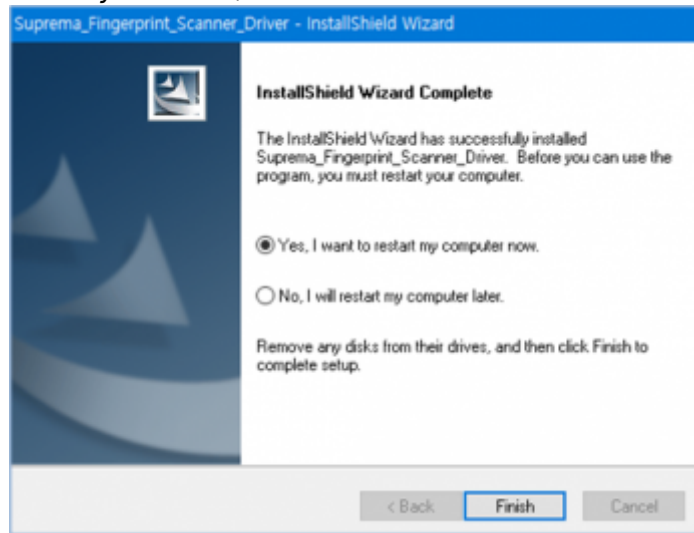 Suprema_Fingerprint_Scanner_Driver - InstallShield Wizard
InstallShield Wizard Complete
The InstallShield Wizard has successfully installed
Suprema_Fingerprint_Scanner_Driver. Before you can use the
program, you must restart your computer.
Yes, I want to restart my computer now.
No, I will restart my computer later.
Remove any disks from their drives, and then click Finish to
complete setup.
< Back Finish Cancel